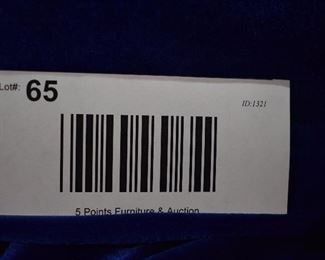 Lot#: 65
ID:1321
5 Points Furniture & Auction